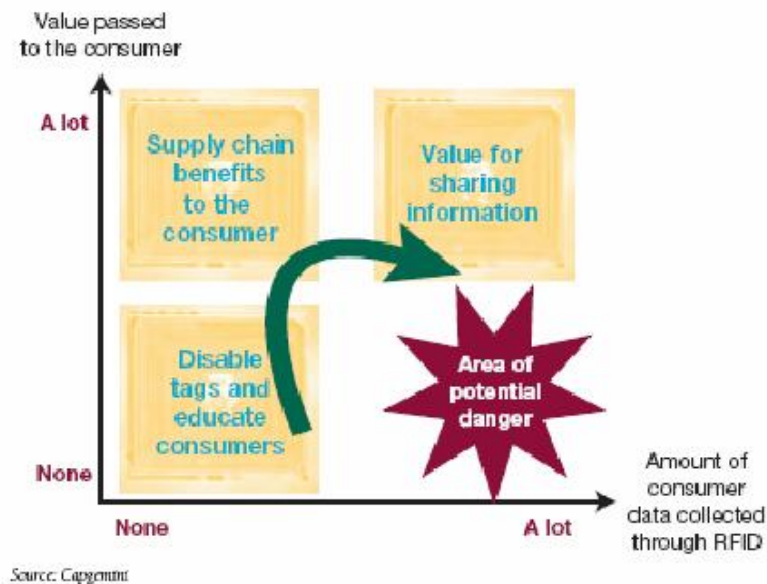 Value passed
to the consumer
A lot
Supply chain
benefits
to the
consumer
Value for
sharing
information
Disable
tags and
educate
consumers
Area of
potential
danger
None
None
A lot
Amount of
consumer
data collected
through RFID
Source: Capgemini